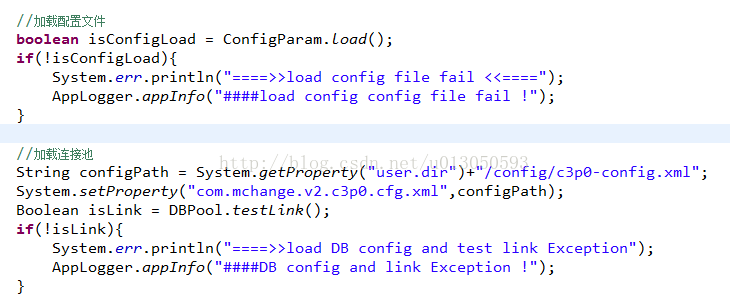 //加载配置文件
boolean isConfigLoad = ConfigParam.load();
if(!isConfigLoad){
    System.err.println("====>>load config file fail <<====");
    AppLogger.appInfo("####load config config file fail !");
}
//加载连接池
http://blog.csdn.net/u013050593
String configPath = System.getProperty("user.dir")+"/config/c3p0-config.xml";
System.setProperty("com.mchange.v2.c3p0.cfg.xml",configPath);
Boolean isLink = DBPool.testLink();
if(!isLink){
    System.err.println("====>>load DB config and test link Exception");
    AppLogger.appInfo("####DB config and link Exception !");
}